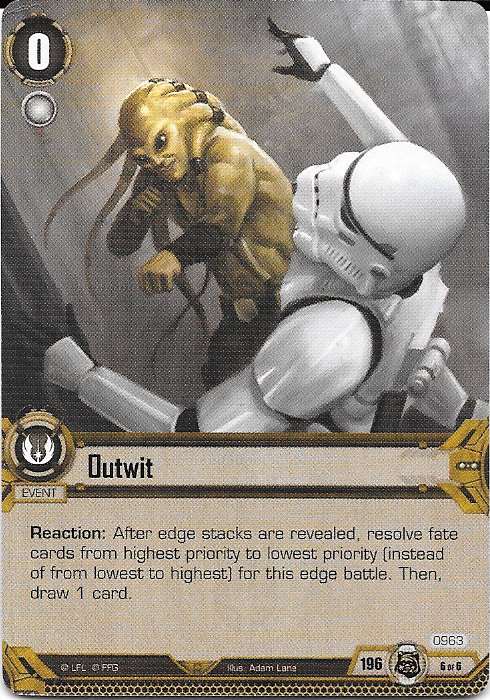 0
Outwit
EVENT
Reaction: After edge stacks are revealed, resolve fate
cards from highest priority to lowest priority (instead
of from lowest to highest) for this edge battle. Then,
draw 1 card.
0963
© LFL © FFG
Illus. Adam Lane
196
6 OF 6